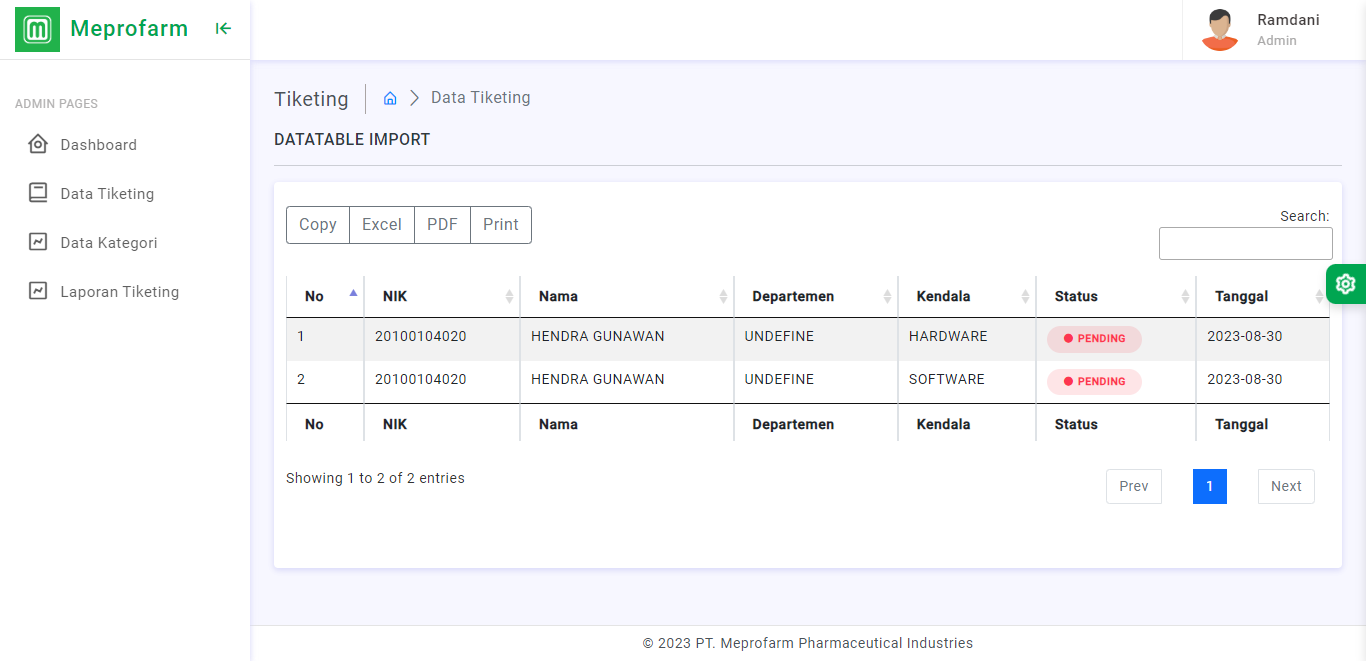 Meprofarm
Ramdani
Admin
ADMIN PAGES
Dashboard
Data Tiketing
Data Kategori
Laporan Tiketing
Tiketing Data Tiketing
DATATABLE IMPORT
Copy Excel PDF Print
Search:
No NIK Nama Departemen Kendala Status Tanggal
1 20100104020 HENDRA GUNAWAN UNDEFINE HARDWARE PENDING 2023-08-30
2 20100104020 HENDRA GUNAWAN UNDEFINE SOFTWARE PENDING 2023-08-30
No NIK Nama Departemen Kendala Status Tanggal
Showing 1 to 2 of 2 entries
Prev 1 Next
© 2023 PT. Meprofarm Pharmaceutical Industries